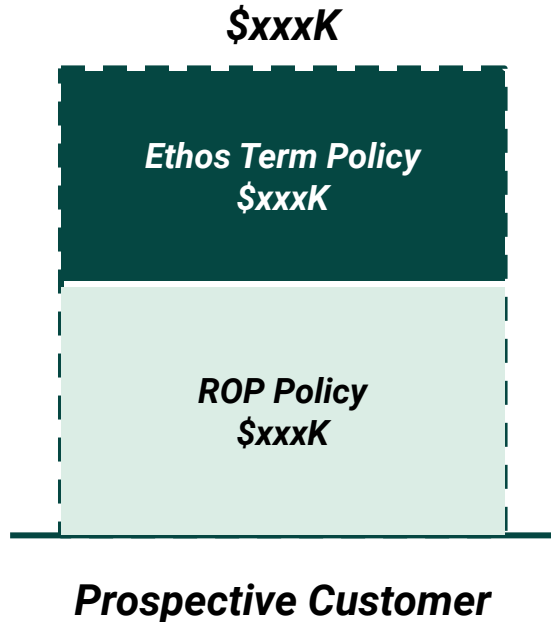 $xxxK
Ethos Term Policy
$xxxK
ROP Policy
$xxxK
Prospective Customer